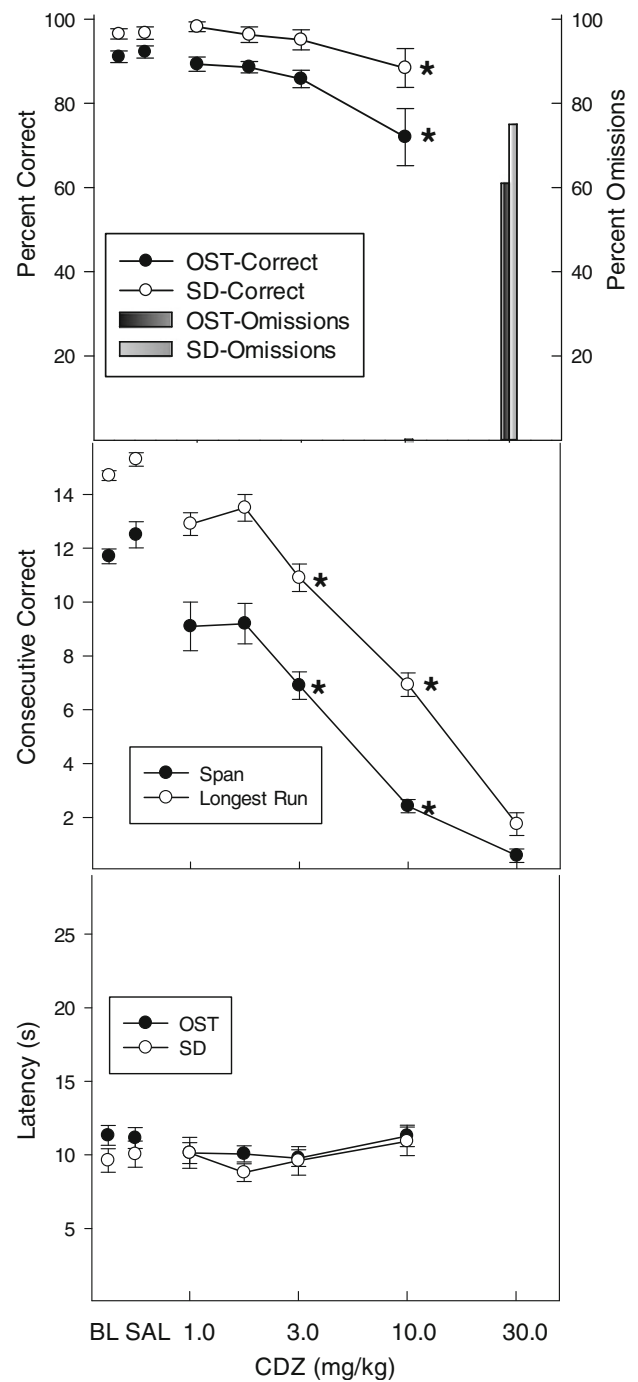 100
80
60
40
20
Percent Correct
100
80
60
40
20
Percent Omissions
*
*
OST-Correct
SD-Correct
OST-Omissions
SD-Omissions
14
12
10
8
6
4
2
Consecutive Correct
*
*
*
*
Span
Longest Run
25
20
15
10
5
Latency (s)
OST
SD
BL SAL 1.0 3.0 10.0 30.0
CDZ (mg/kg)